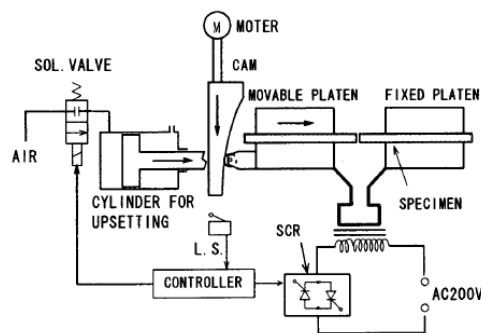 M
MOTER
SOL. VALVE
CAM
MOVABLE PLATEN
FIXED PLATEN
AIR
CYLINDER FOR
UPSETTING
SPECIMEN
L. S.
SCR
CONTROLLER
AC200V